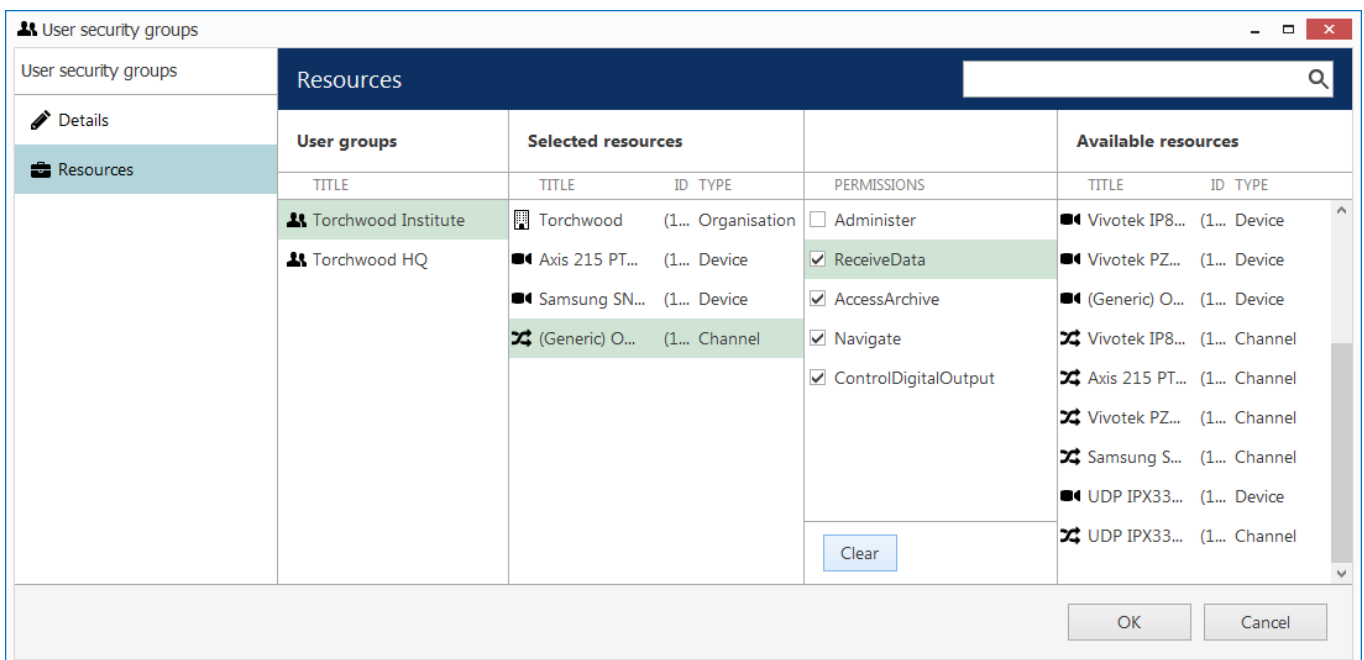 User security groups
User security groups
Details
Resources
Resources
User groups
TITLE
Torchwood Institute
Torchwood HQ
Selected resources
TITLE ID TYPE
Torchwood (1... Organisation
Axis 215 PT... (1... Device
Samsung SN... (1... Device
(Generic) O... (1... Channel
PERMISSIONS
Administer
ReceiveData
AccessArchive
Navigate
ControlDigitalOutput
Clear
Available resources
TITLE ID TYPE
Vivotek IP8... (1... Device
Vivotek PZ... (1... Device
(Generic) O... (1... Device
Vivotek IP8... (1... Channel
Axis 215 PT... (1... Channel
Vivotek PZ... (1... Channel
Samsung S... (1... Channel
UDP IPX33... (1... Device
UDP IPX33... (1... Channel
OK Cancel